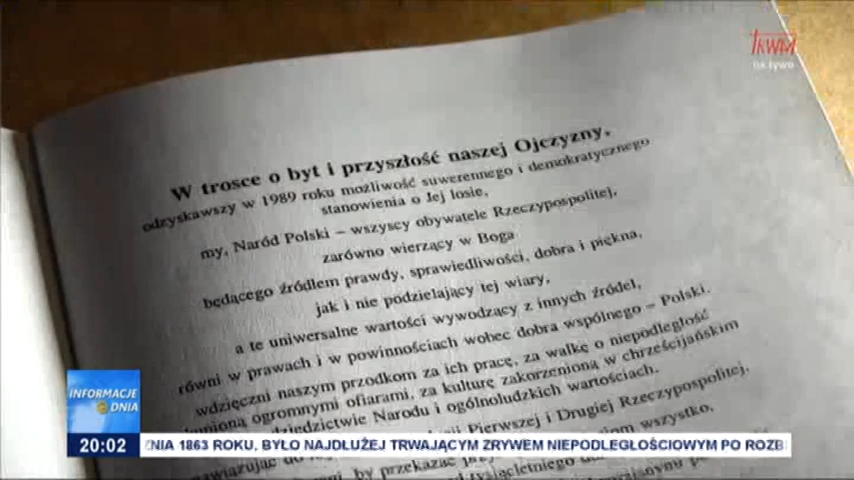 TRWAM
na żywo
W trosce o byt i przyszłość naszej Ojczyzny,
odzyskawszy w 1989 roku możliwość suwerennego i demokratycznego
stanowienia o Jej losie,
my, Naród Polski – wszyscy obywatele Rzeczypospolitej,
zarówno wierzący w Boga
będącego źródłem prawdy, sprawiedliwości, dobra i piękna,
jak i nie podzielający tej wiary,
a te uniwersalne wartości wywodzący z innych źródeł,
równi w prawach i w powinnościach wobec dobra wspólnego – Polski,
wdzięczni naszym przodkom za ich pracę, za walkę o niepodległość
ogromnymi ofiarami, za kulturę zakorzenioną w chrześcijańskim
dziedzictwie Narodu i ogólnoludzkich wartościach,
Pierwszej i Drugiej Rzeczypospolitej,
wszystko,
by przekazać
INFORMACJE
DNIA
20:02
ZNIA 1863 ROKU, BYŁO NAJDŁUŻEJ TRWAJĄCYM ZRYWEM NIEPODLEGŁOŚCIOWYM PO ROZB